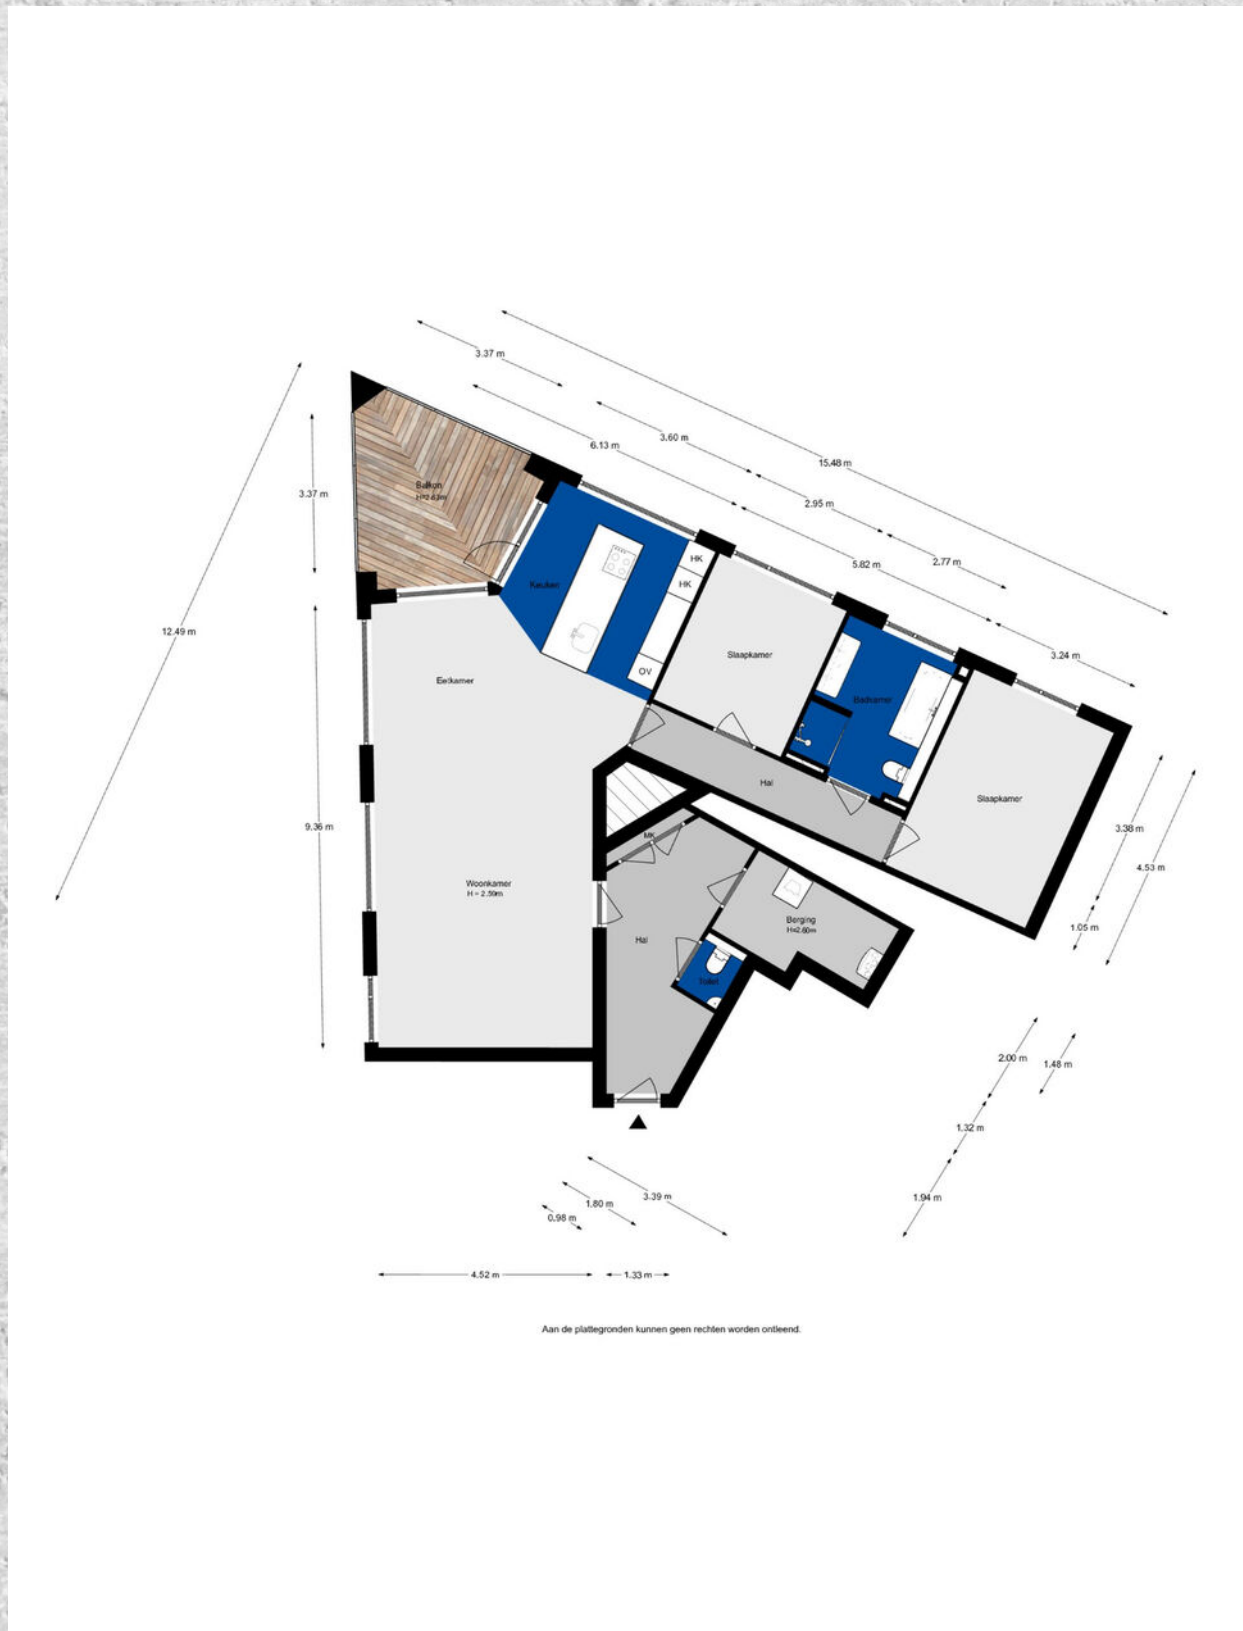 3.37 m
3.60 m
6.13 m
15.48 m
2.95 m
5.82 m
2.77 m
3.24 m
3.37 m
12.49 m
9.36 m
Balkon
H=2.63m
Keuken
HK
HK
OV
Slaapkamer
Eetkamer
Badkamer
Hal
Slaapkamer
3.38 m
4.53 m
1.05 m
MK
Woonkamer
H = 2.59m
Berging
H=2.60m
Hal
Toilet
2.00 m
1.48 m
1.32 m
1.94 m
3.39 m
1.80 m
0.98 m
4.52 m
1.33 m
Aan de plattegronden kunnen geen rechten worden ontleend.